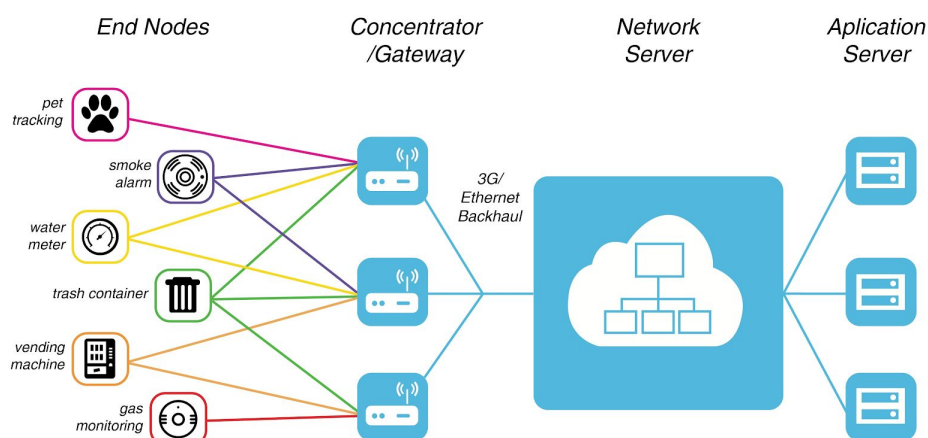 End Nodes
Concentrator
/Gateway
Network
Server
Aplication
Server
pet
tracking
smoke
alarm
water
meter
trash container
vending
machine
gas
monitoring
3G/
Ethernet
Backhaul